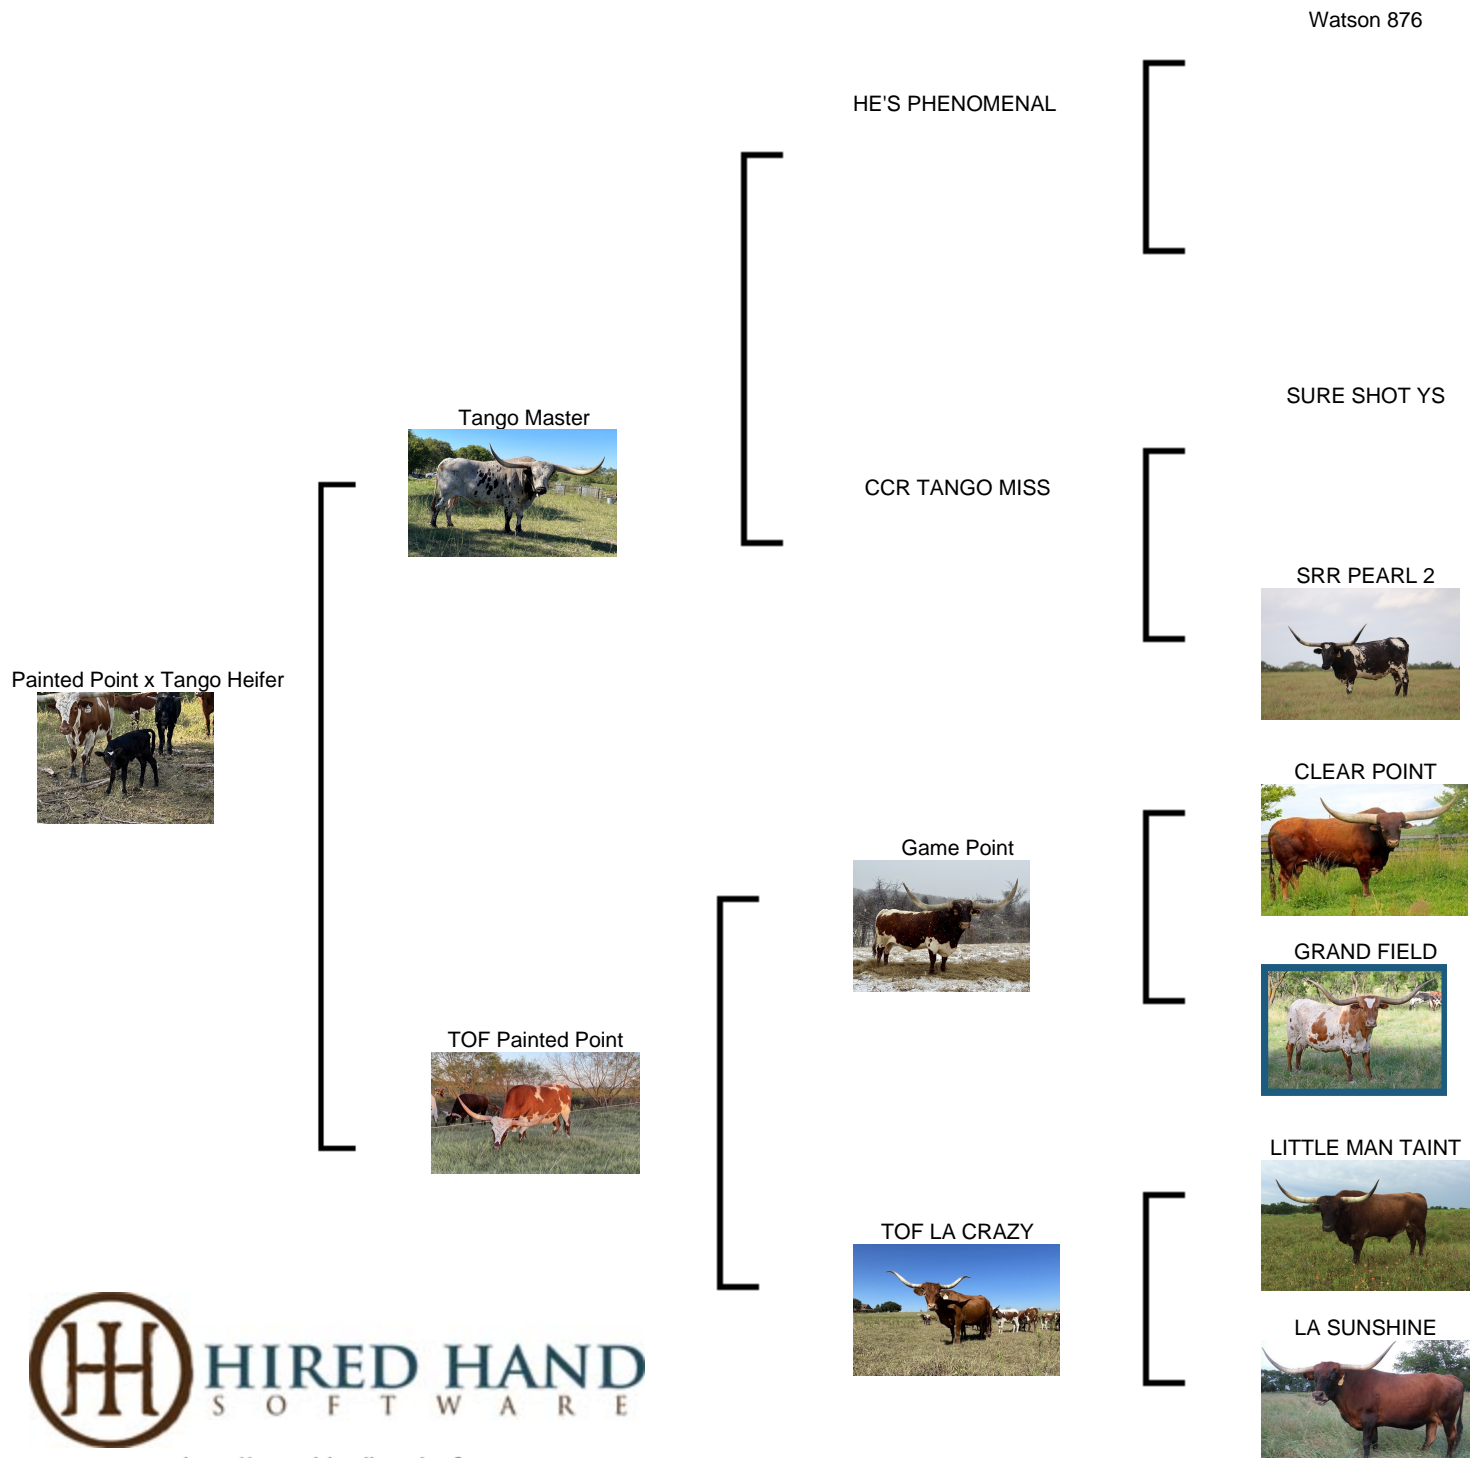 Watson 876
HE'S PHENOMENAL
SURE SHOT YS
Tango Master
CCR TANGO MISS
SRR PEARL 2
Painted Point x Tango Heifer
CLEAR POINT
Game Point
GRAND FIELD
TOF Painted Point
LITTLE MAN TAINT
TOF LA CRAZY
LA SUNSHINE
HIRED HAND
SOFTWARE